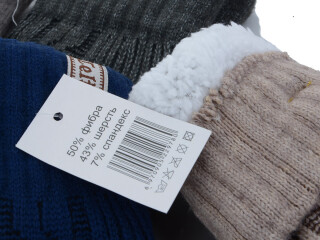 50% фибра
43% шерсть
7% спандекс